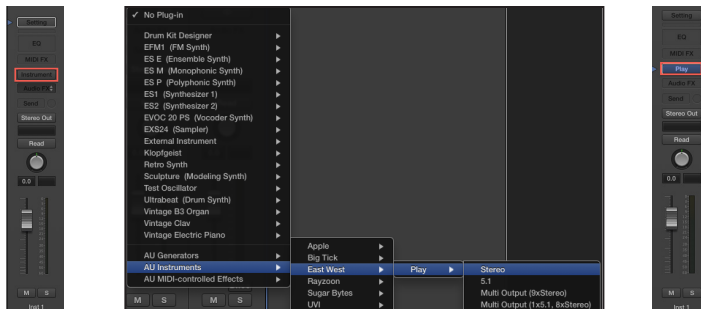 Setting
EQ
MIDI FX
Instrument
Audio FX
Send
Stereo Out
Read
0.0
M S
Inst 1
✓ No Plug-in
Drum Kit Designer
EFM1 (FM Synth)
ES E (Ensemble Synth)
ES M (Monophonic Synth)
ES P (Polyphonic Synth)
ES1 (Synthesizer 1)
ES2 (Synthesizer 2)
EVOC 20 PS (Vocoder Synth)
EXS24 (Sampler)
External Instrument
Klopfgeist
Retro Synth
Sculpture (Modeling Synth)
Test Oscillator
Ultrabeat (Drum Synth)
Vintage B3 Organ
Vintage Clav
Vintage Electric Piano
AU Generators
AU Instruments
AU MIDI-controlled Effects
M S M S
Apple
Big Tick
East West
Rayzoon
Sugar Bytes
UVI
Play
Stereo
5.1
Multi Output (9xStereo)
Multi Output (1x5.1, 8xStereo)
Setting
EQ
MIDI FX
Play
Audio FX
Send
Stereo Out
Read
0.0
M S
Inst 1